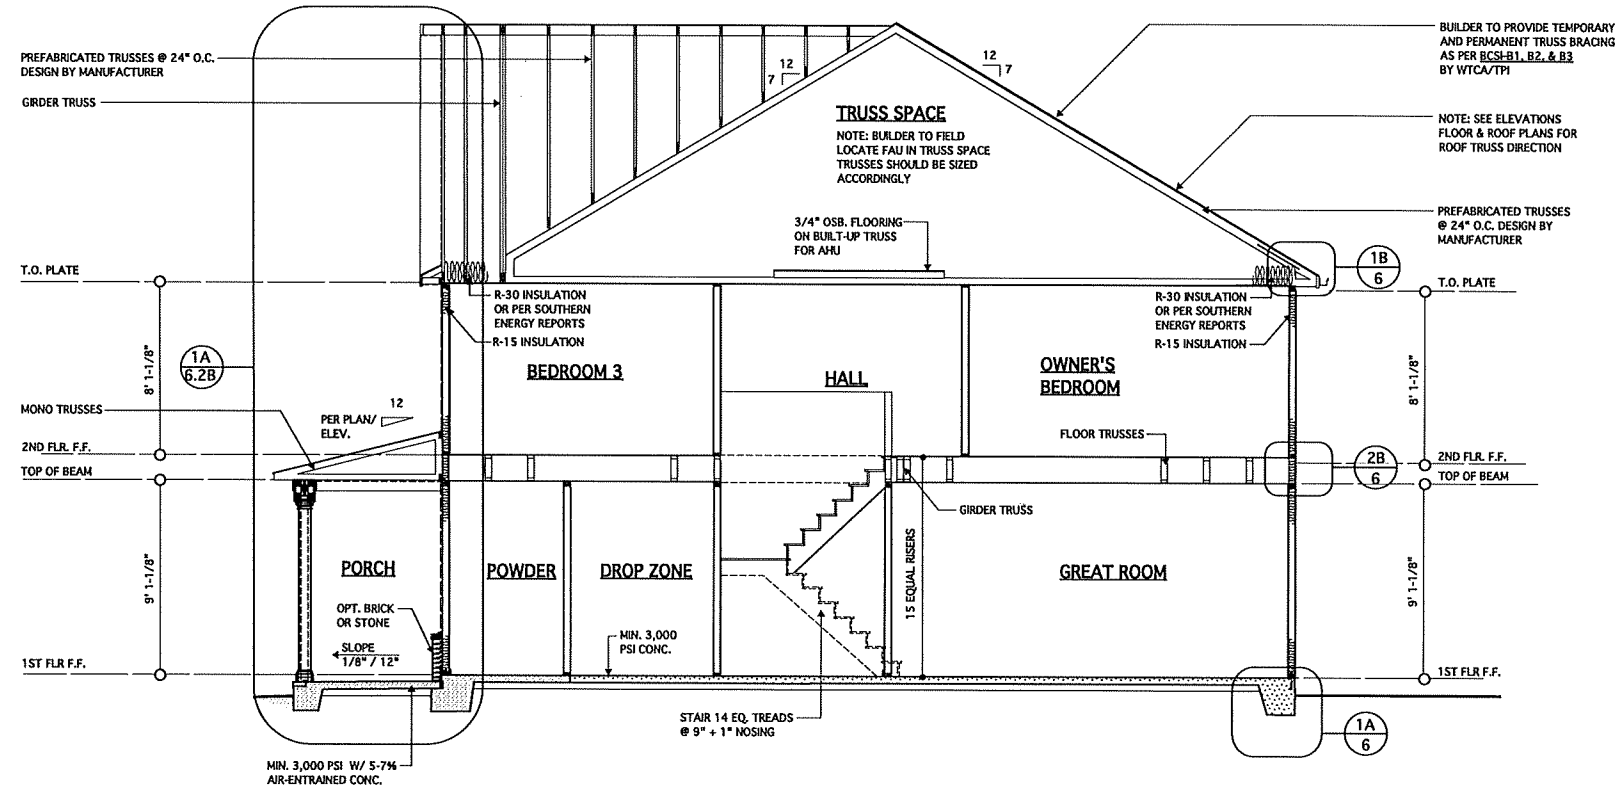 PREFABRICATED TRUSSES @ 24" O.C.
DESIGN BY MANUFACTURER
GIRDER TRUSS
12
7
12
7
BUILDER TO PROVIDE TEMPORARY
AND PERMANENT TRUSS BRACING
AS PER BCSI-B1, B2, & B3
BY WTCA/TPI
TRUSS SPACE
NOTE: BUILDER TO FIELD
LOCATE FAU IN TRUSS SPACE
TRUSSES SHOULD BE SIZED
ACCORDINGLY
NOTE: SEE ELEVATIONS
FLOOR & ROOF PLANS FOR
ROOF TRUSS DIRECTION
3/4" OSB. FLOORING
ON BUILT-UP TRUSS
FOR AHU
PREFABRICATED TRUSSES
@ 24" O.C. DESIGN BY
MANUFACTURER
1B
6
T.O. PLATE
T.O. PLATE
R-30 INSULATION
OR PER SOUTHERN
ENERGY REPORTS
R-15 INSULATION
R-30 INSULATION
OR PER SOUTHERN
ENERGY REPORTS
R-15 INSULATION
1A
6.2B
8' 1-1/8"
8' 1-1/8"
BEDROOM 3
HALL
OWNER'S
BEDROOM
MONO TRUSSES
12
PER PLAN/
ELEV.
FLOOR TRUSSES
2ND FLR. F.F.
TOP OF BEAM
2B
6
2ND FLR. F.F.
TOP OF BEAM
GIRDER TRUSS
9' 1-1/8"
PORCH
POWDER
DROP ZONE
15 EQUAL RISERS
GREAT ROOM
9' 1-1/8"
OPT. BRICK
OR STONE
SLOPE
1/8" / 12"
MIN. 3,000
PSI CONC.
1ST FLR F.F.
1ST FLR F.F.
STAIR 14 EQ. TREADS
@ 9" + 1" NOSING
1A
6
MIN. 3,000 PSI W/ 5-7%
AIR-ENTRAINED CONC.